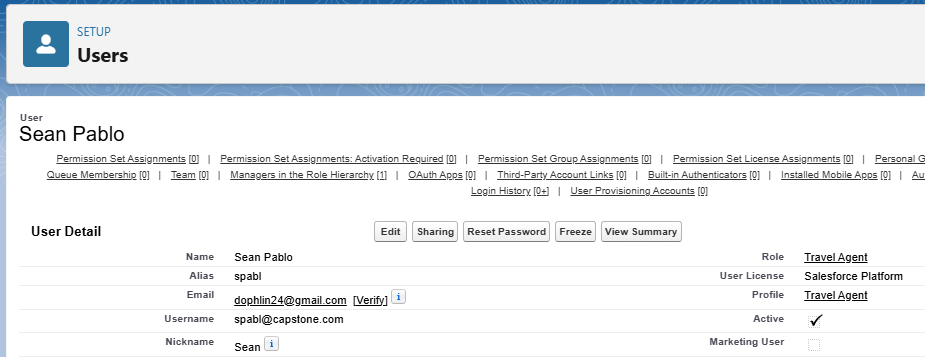 SETUP
Users
User
Sean Pablo
Permission Set Assignments [0] | Permission Set Assignments: Activation Required [0] | Permission Set Group Assignments [0] | Permission Set License Assignments [0] | Personal G
Queue Membership [0] | Team [0] | Managers in the Role Hierarchy [1] | OAuth Apps [0] | Third-Party Account Links [0] | Built-in Authenticators [0] | Installed Mobile Apps [0] | Au
Login History [0+] | User Provisioning Accounts [0]
User Detail Edit Sharing Reset Password Freeze View Summary
Name Sean Pablo Role Travel Agent
Alias spabl User License Salesforce Platform
Email dophlin24@gmail.com [Verify] i Profile Travel Agent
Username spabl@capstone.com Active
Nickname Sean i Marketing User